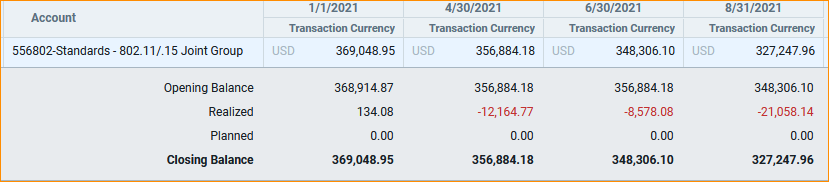 Account 1/1/2021 4/30/2021 6/30/2021 8/31/2021
Transaction Currency Transaction Currency Transaction Currency Transaction Currency
556802-Standards - 802.11/.15 Joint Group USD 369,048.95 USD 356,884.18 USD 348,306.10 USD 327,247.96
Opening Balance 368,914.87 356,884.18 356,884.18 348,306.10
Realized 134.08 -12,164.77 -8,578.08 -21,058.14
Planned 0.00 0.00 0.00 0.00
Closing Balance 369,048.95 356,884.18 348,306.10 327,247.96